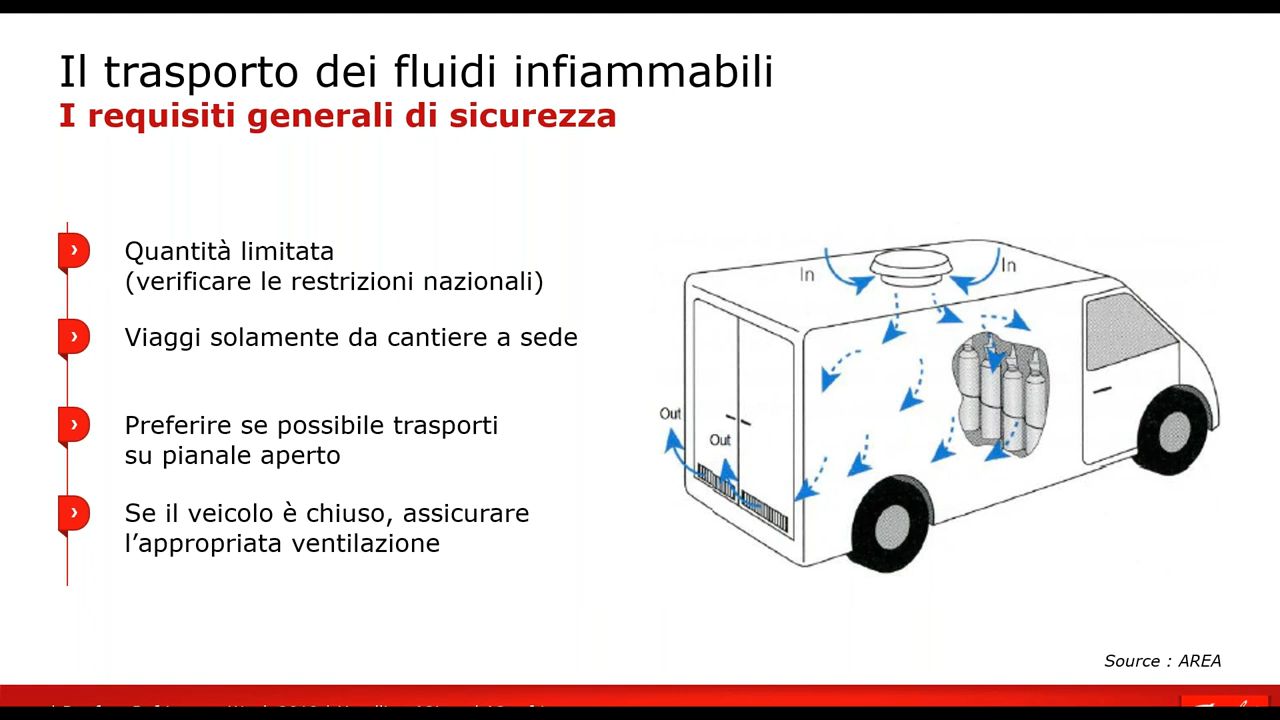 Il trasporto dei fluidi infiammabili
I requisiti generali di sicurezza
Quantità limitata
(verificare le restrizioni nazionali)
Viaggi solamente da cantiere a sede
Preferire se possibile trasporti
su pianale aperto
Se il veicolo è chiuso, assicurare
l’appropriata ventilazione
In
In
Out
Out
Source : AREA